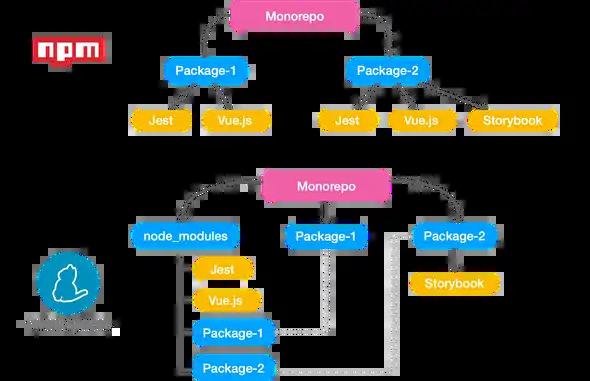 Monorepo
npm
Package-1
Package-2
Jest
Vue.js
Jest
Vue.js
Storybook
Monorepo
node_modules
Package-1
Package-2
Jest
Storybook
Vue.js
Package-1
Package-2